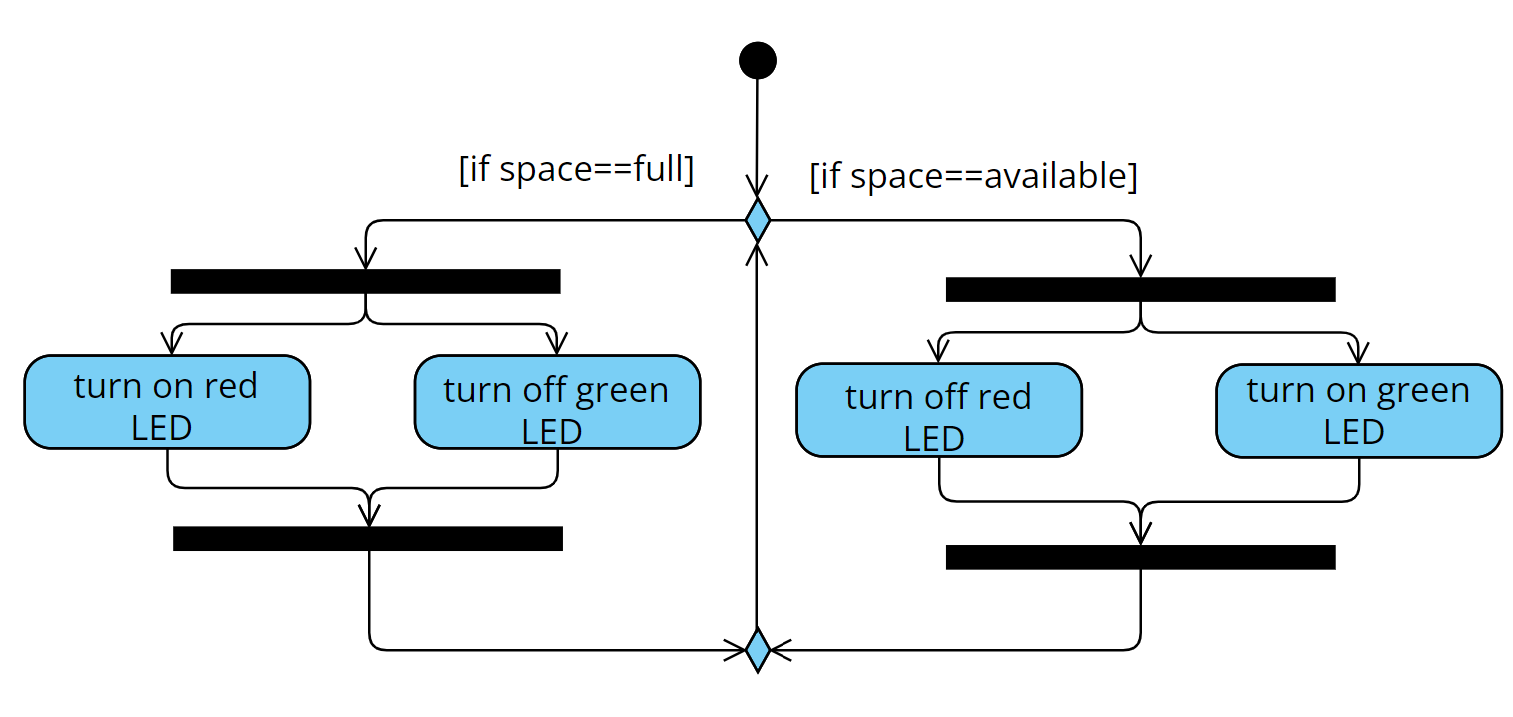 [if space==full]
[if space==available]
turn on red
LED
turn off green
LED
turn off red
LED
turn on green
LED